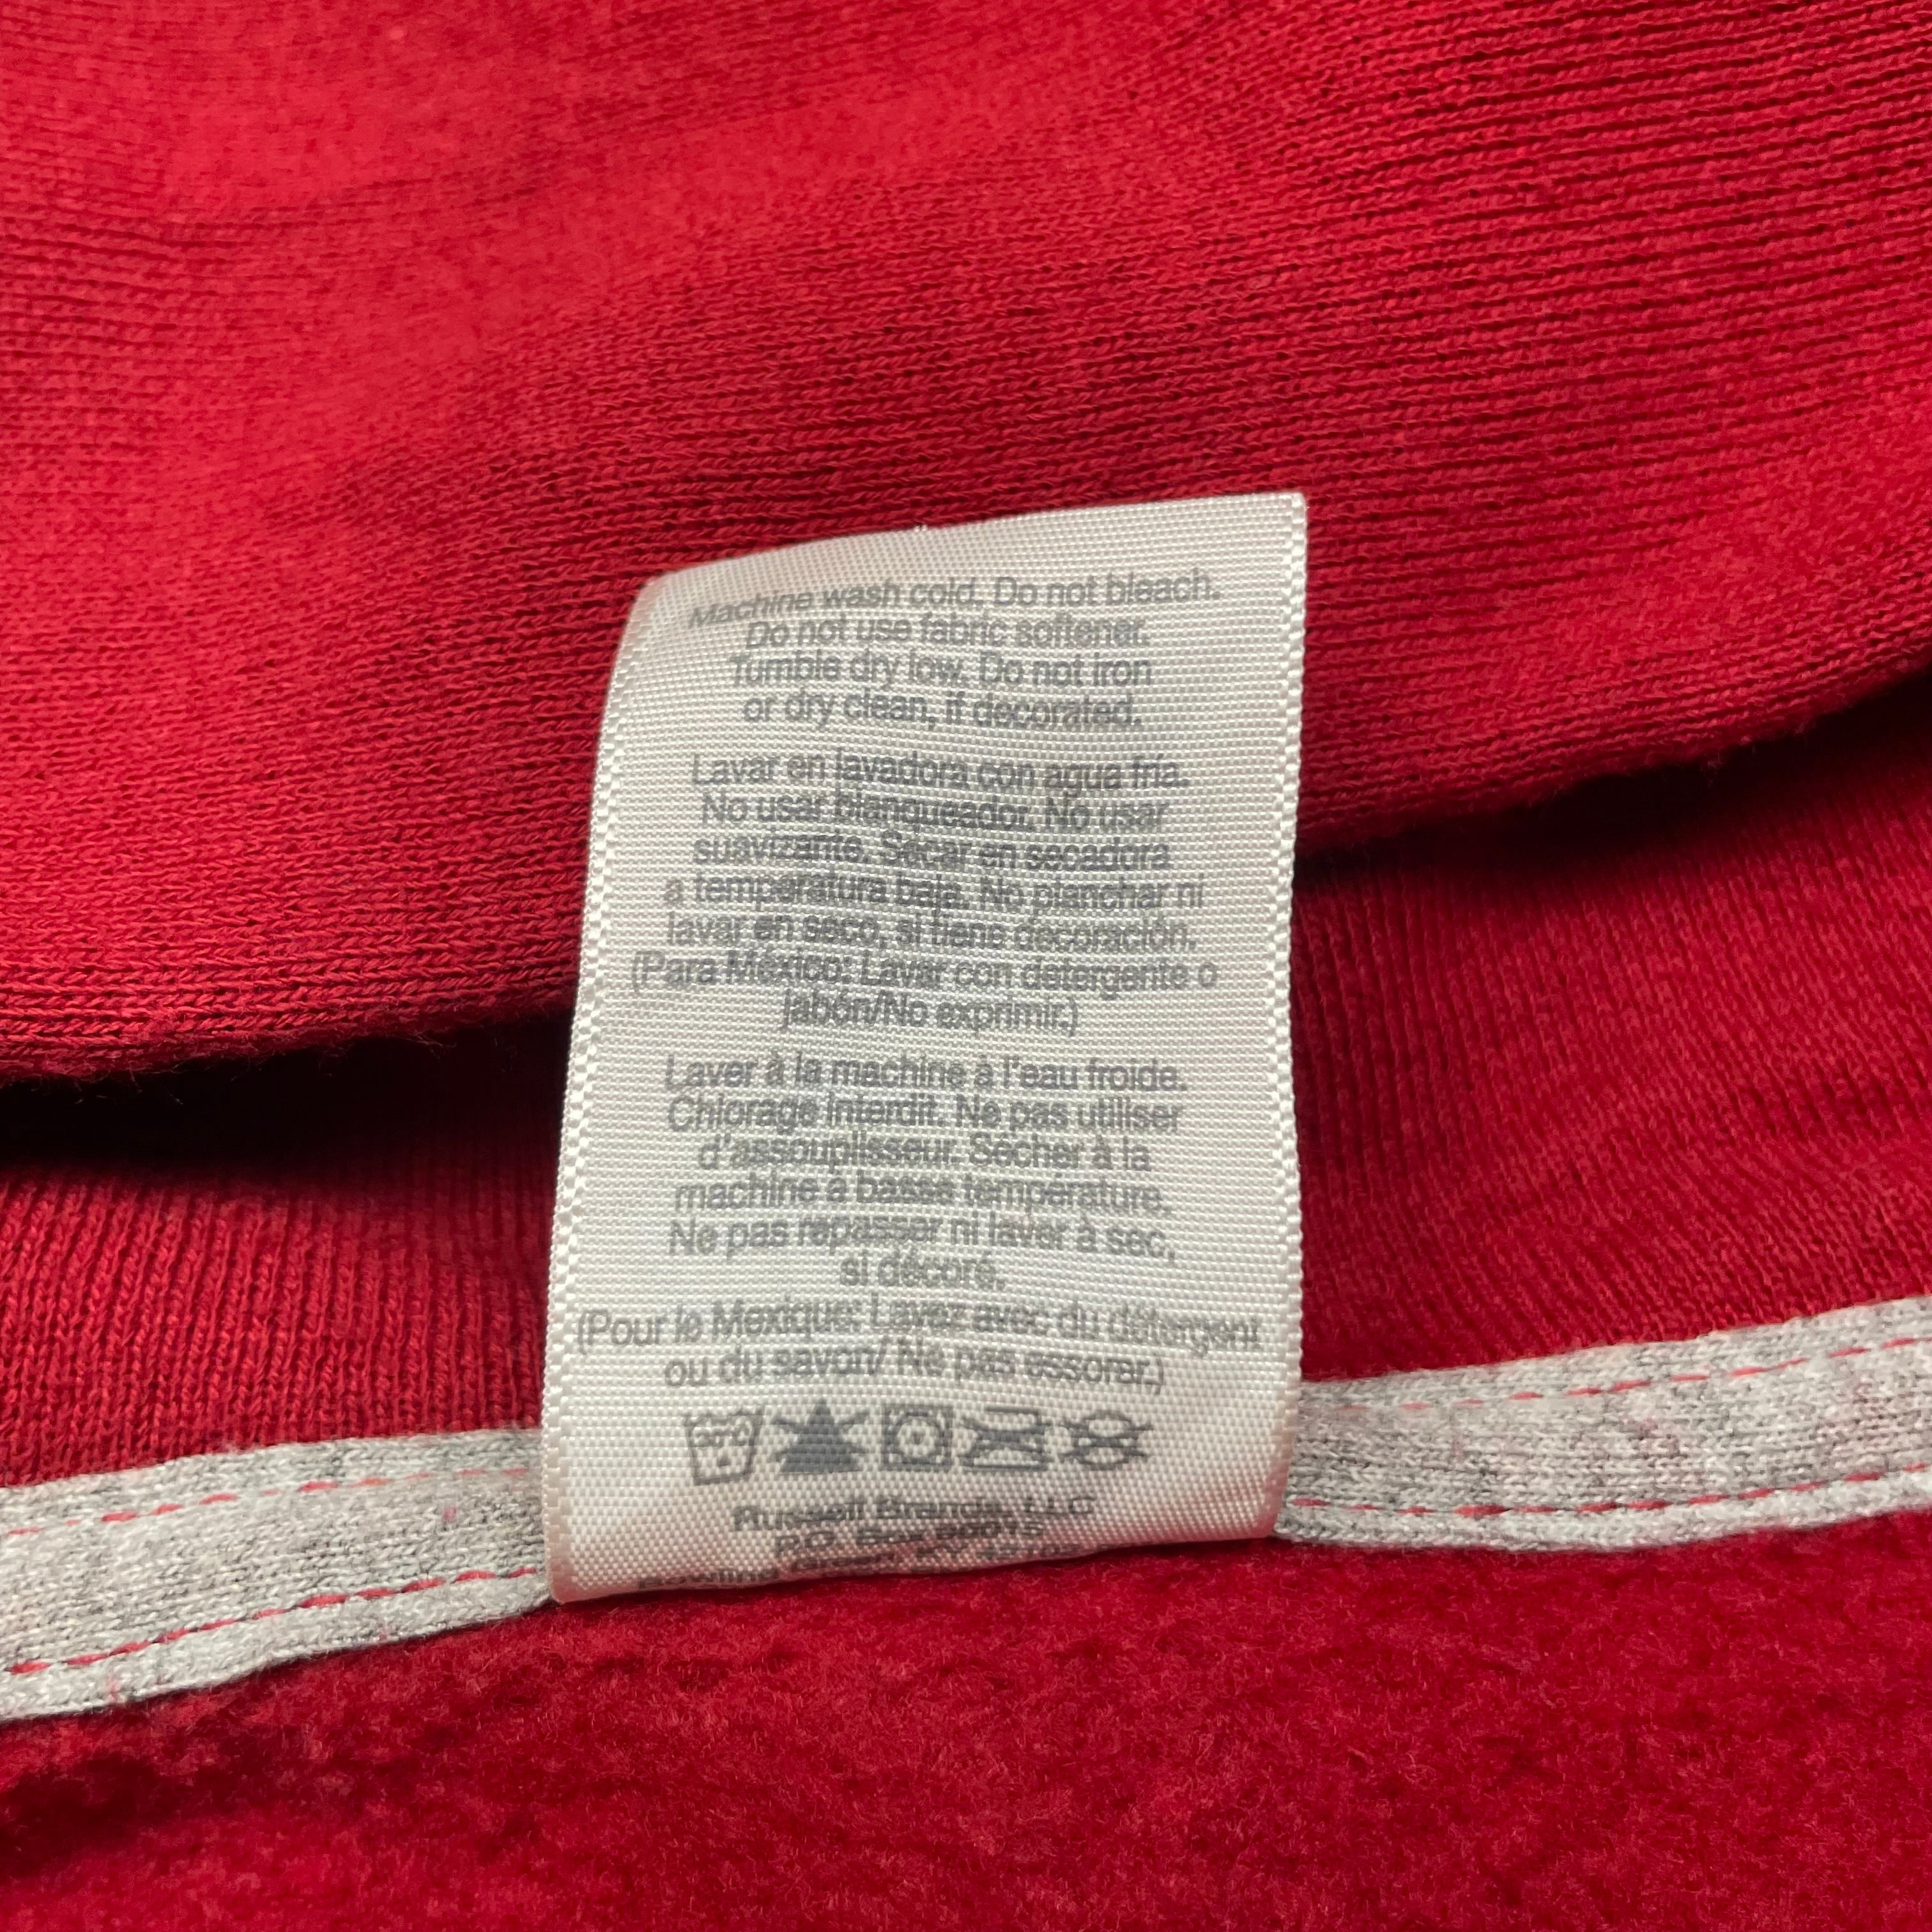 Machine wash cold. Do not bleach.
Do not use fabric softener.
Tumble dry low. Do not iron
or dry clean, if decorated.
Lavar en lavadora con agua fría.
No usar blanqueador. No usar
suavizante. Secar en secadora
a temperatura baja. No planchar ni
lavar en seco, si tiene decoración.
(Para México: Lavar con detergente o
jabón/No exprimir.)
Laver à la machine à l'eau froide.
Chlorage interdit. Ne pas utiliser
d'assouplisseur. Sécher à la
machine à basse température.
Ne pas repasser ni laver à sec,
si décoré.
(Pour le Mexique: Lavez avec du détergent
ou du savon/ Ne pas essorer.)
30°C
Russell Brands, LLC
P.O. Box 90015
Bowling